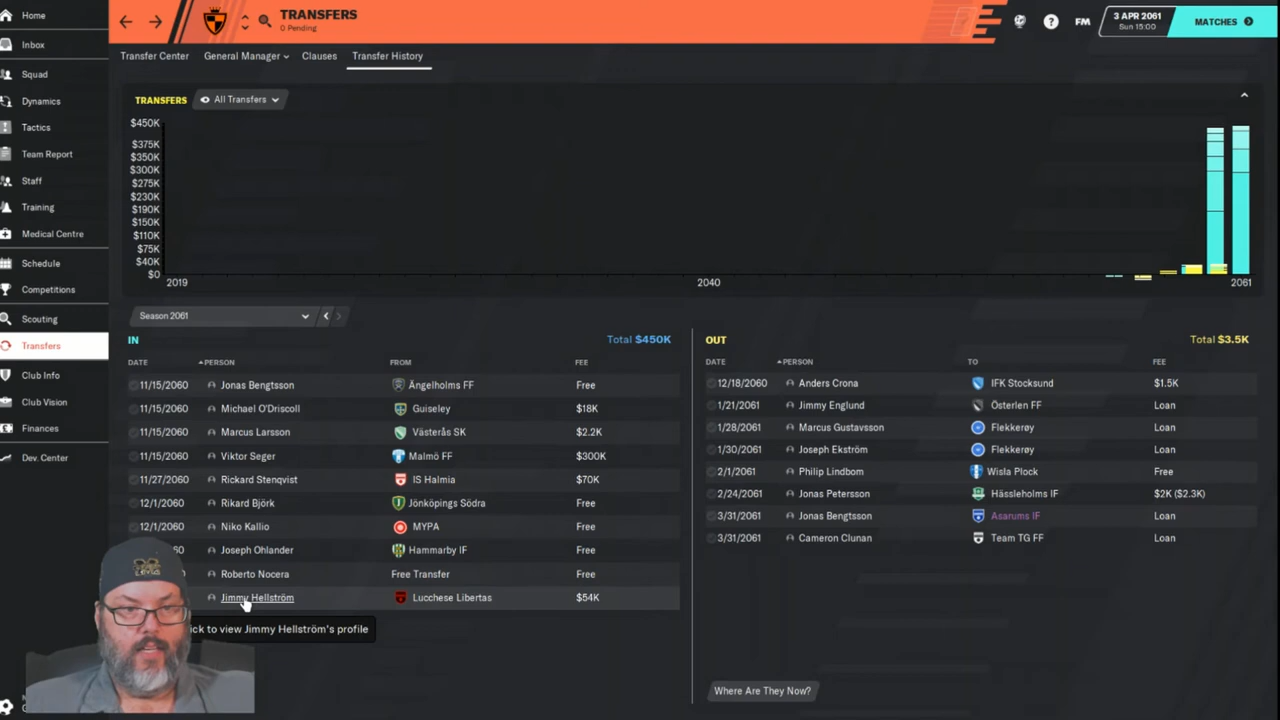 Home
TRANSFERS
0 Pending
FM
3 APR 2061
Sun 15:00
MATCHES
Inbox
Squad
Dynamics
Tactics
Team Report
Staff
Training
Medical Centre
Schedule
Competitions
Scouting
Transfers
Club Info
Club Vision
Finances
Dev. Center
Transfer Center General Manager Clauses Transfer History
TRANSFERS All Transfers
$450K
$375K
$350K
$300K
$275K
$230K
$190K
$150K
$110K
$75K
$40K
$0
2019 2040 2061
Season 2061
IN Total $450K
DATE PERSON FROM FEE
11/15/2060 Jonas Bengtsson Ängelholms FF Free
11/15/2060 Michael O'Driscoll Guiseley $18K
11/15/2060 Marcus Larsson Västerås SK $2.2K
11/15/2060 Viktor Seger Malmö FF $300K
11/27/2060 Rickard Stenqvist IS Halmia $70K
12/1/2060 Rikard Björk Jönköpings Södra Free
12/1/2060 Niko Kallio MYPA Free
60 Joseph Ohlander Hammarby IF Free
Roberto Nocera Free Transfer Free
Jimmy Hellström Lucchese Libertas $54K
ick to view Jimmy Hellström's profile
OUT Total $3.5K
DATE PERSON TO FEE
12/18/2060 Anders Crona IFK Stocksund $1.5K
1/21/2061 Jimmy Englund Österlen FF Loan
1/28/2061 Marcus Gustavsson Flekkerøy Loan
1/30/2061 Joseph Ekström Flekkerøy Loan
2/1/2061 Philip Lindbom Wisla Plock Free
2/24/2061 Jonas Petersson Hässleholms IF $2K ($2.3K)
3/31/2061 Jonas Bengtsson Asarums IF Loan
3/31/2061 Cameron Clunan Team TG FF Loan
Where Are They Now?